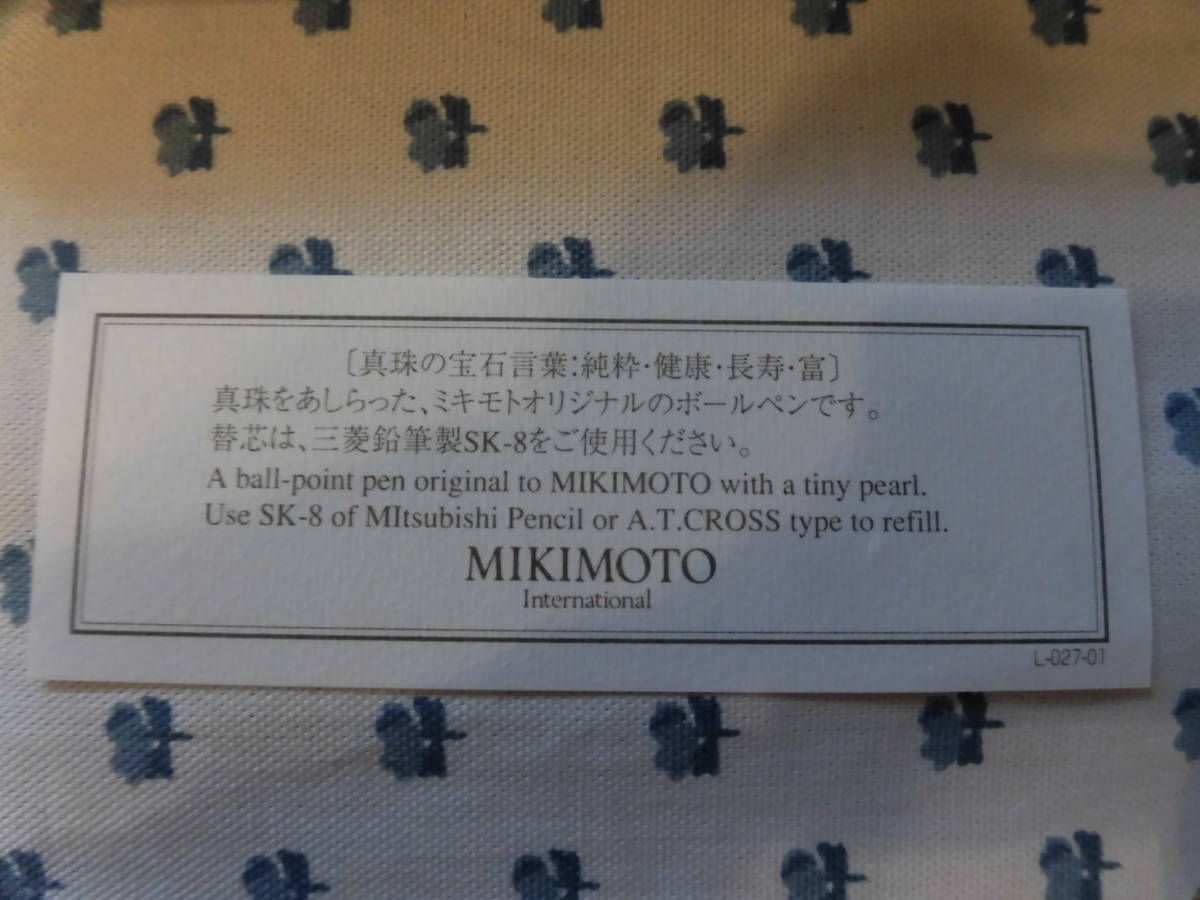 〔真珠の宝石言葉:純粋・健康・長寿・富〕
真珠をあしらった、ミキモトオリジナルのボールペンです。
替芯は、三菱鉛筆製SK-8をご使用ください。
A ball-point pen original to MIKIMOTO with a tiny pearl.
Use SK-8 of MItsubishi Pencil or A.T.CROSS type to refill.
MIKIMOTO
International
L-027-01